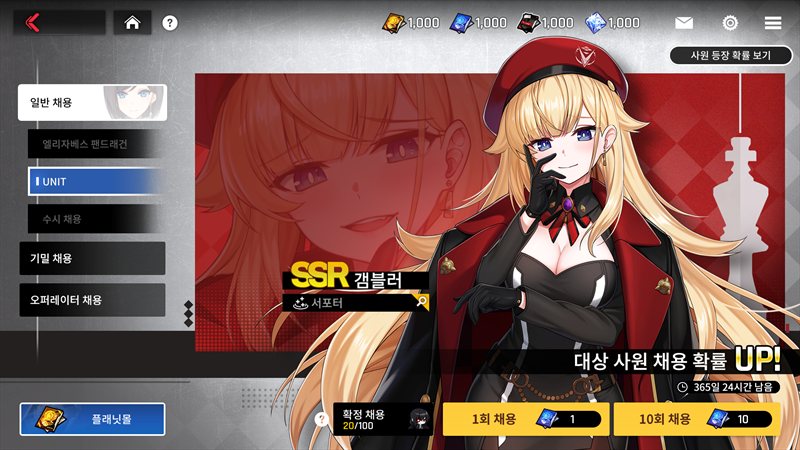 ?
1,000
1,000
1,000
1,000
사원 등장 확률 보기
일반 채용
엘리자베스 팬드래건
UNIT
수시 채용
기밀 채용
오퍼레이터 채용
SSR 갬블러
서포터
대상 사원 채용 확률 UP!
365일 24시간 남음
플래닛몰
?
확정 채용
20/100
1회 채용 1
10회 채용 10